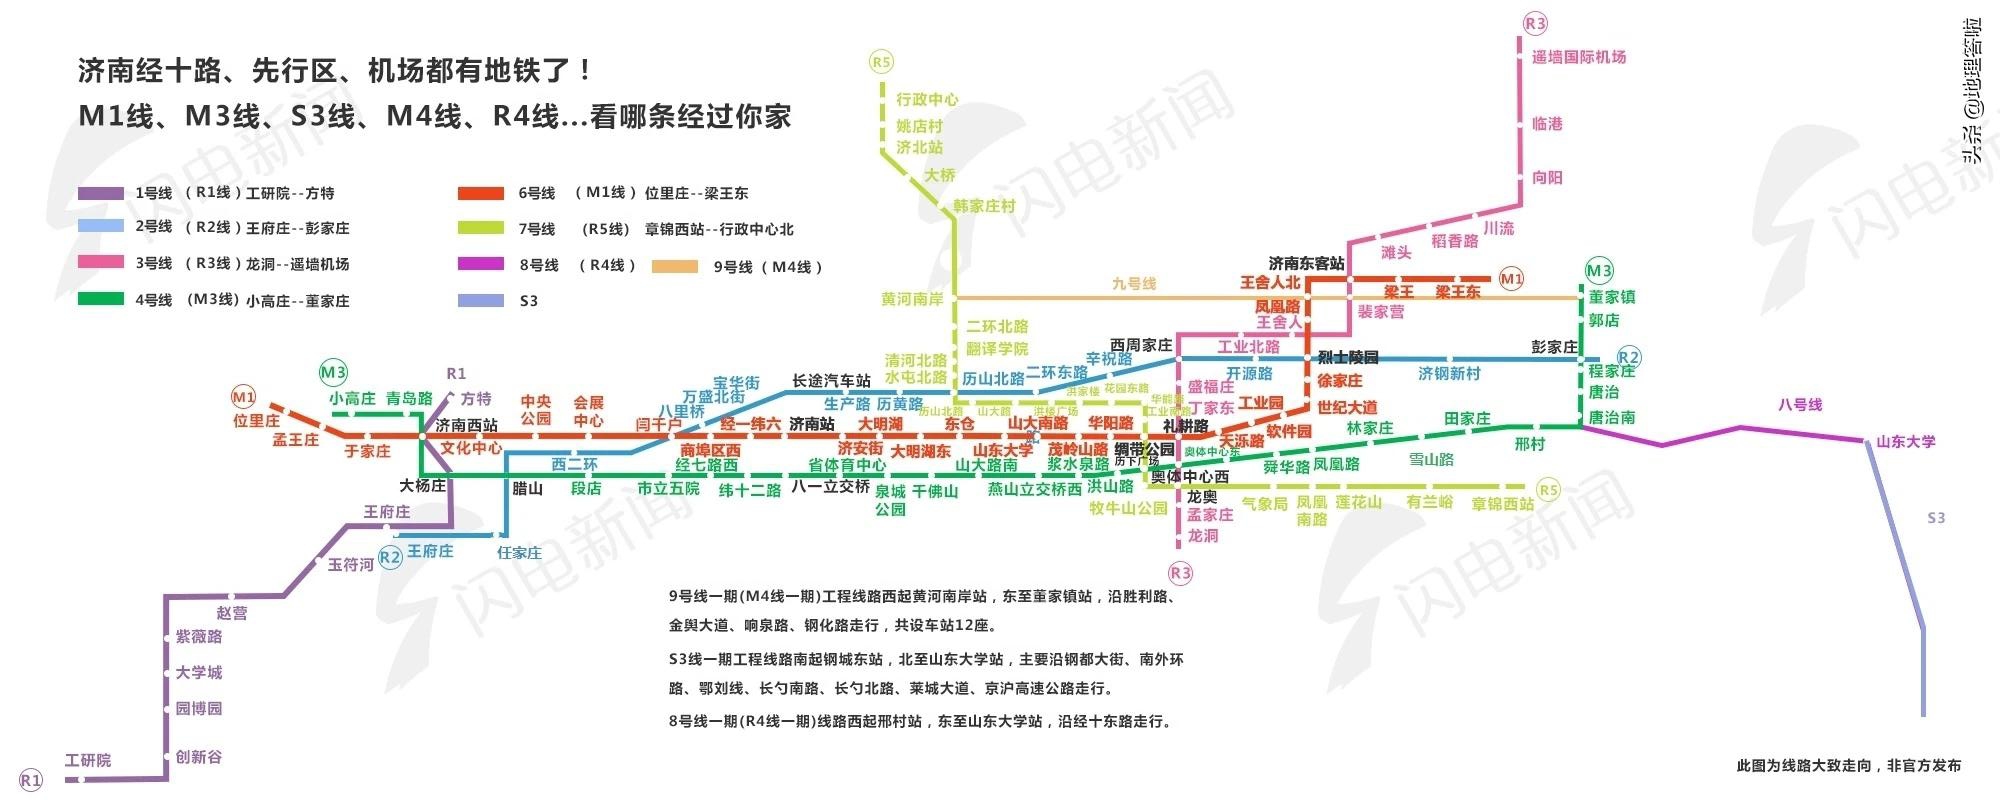 济南经十路、先行区、机场都有地铁了！
M1线、M3线、S3线、M4线、R4线...看哪条经过你家
头条 @地理答啦
1号线 （R1线）工研院--方特
2号线 （R2线）王府庄--彭家庄
3号线 （R3线）龙洞--遥墙机场
4号线 （M3线）小高庄--董家庄
6号线 （M1线）位里庄--梁王东
7号线 （R5线） 章锦西站--行政中心北
8号线 （R4线） 9号线（M4线）
S3
R5
行政中心
姚店村
济北站
大桥
韩家庄村
黄河南岸
二环北路
翻译学院
清河北路
水屯北路
历山北路
山大路
洪楼广场
洪家楼
花园东路
华能路
工业南路
历下广场
牧牛山公园
气象局
凤凰南路
莲花山
有兰峪
章锦西站
R5
R3
遥墙国际机场
临港
向阳
川流
稻香路
滩头
济南东客站
裴家营
王舍人
工业北路
西周家庄
盛福庄
丁家东
礼耕路
奥体中心西
龙奥
孟家庄
龙洞
R3
九号线
M1
位里庄
孟王庄
于家庄
济南西站
文化中心
中央公园
会展中心
闫千户
商埠区西
经一纬六
济南站
济安街
大明湖
大明湖东
东仓
山东大学
山大南路
路
茂岭山路
华阳路
绸带公园
天泺路
工业园
软件园
世纪大道
徐家庄
烈士陵园
凤凰路
王舍人北
梁王
梁王东
M1
M3
小高庄
青岛路
大杨庄
腊山
段店
市立五院
经七路西
纬十二路
八一立交桥
省体育中心
泉城公园
千佛山
山大路南
燕山立交桥西
浆水泉路
洪山路
奥体中心东
舜华路
凤凰路
林家庄
雪山路
田家庄
邢村
唐治南
唐治
程家庄
彭家庄
郭店
董家镇
M3
R2
王府庄
任家庄
西二环
八里桥
万盛北街
宝华街
长途汽车站
生产路
历黄路
历山北路
二环东路
辛祝路
开源路
济钢新村
R2
R1
方特
王府庄
玉符河
赵营
紫薇路
大学城
园博园
创新谷
工研院
R1
八号线
山东大学
S3
9号线一期(M4线一期)工程线路西起黄河南岸站，东至董家镇站，沿胜利路、
金舆大道、响泉路、钢化路走行，共设车站12座。
S3线一期工程线路南起钢城东站，北至山东大学站，主要沿钢都大街、南外环
路、鄂刘线、长勺南路、长勺北路、莱城大道、京沪高速公路走行。
8号线一期(R4线一期)线路西起邢村站，东至山东大学站，沿经十东路走行。
此图为线路大致走向，非官方发布
闪电新闻
闪电新闻
闪电新闻
闪电新闻
闪电新闻